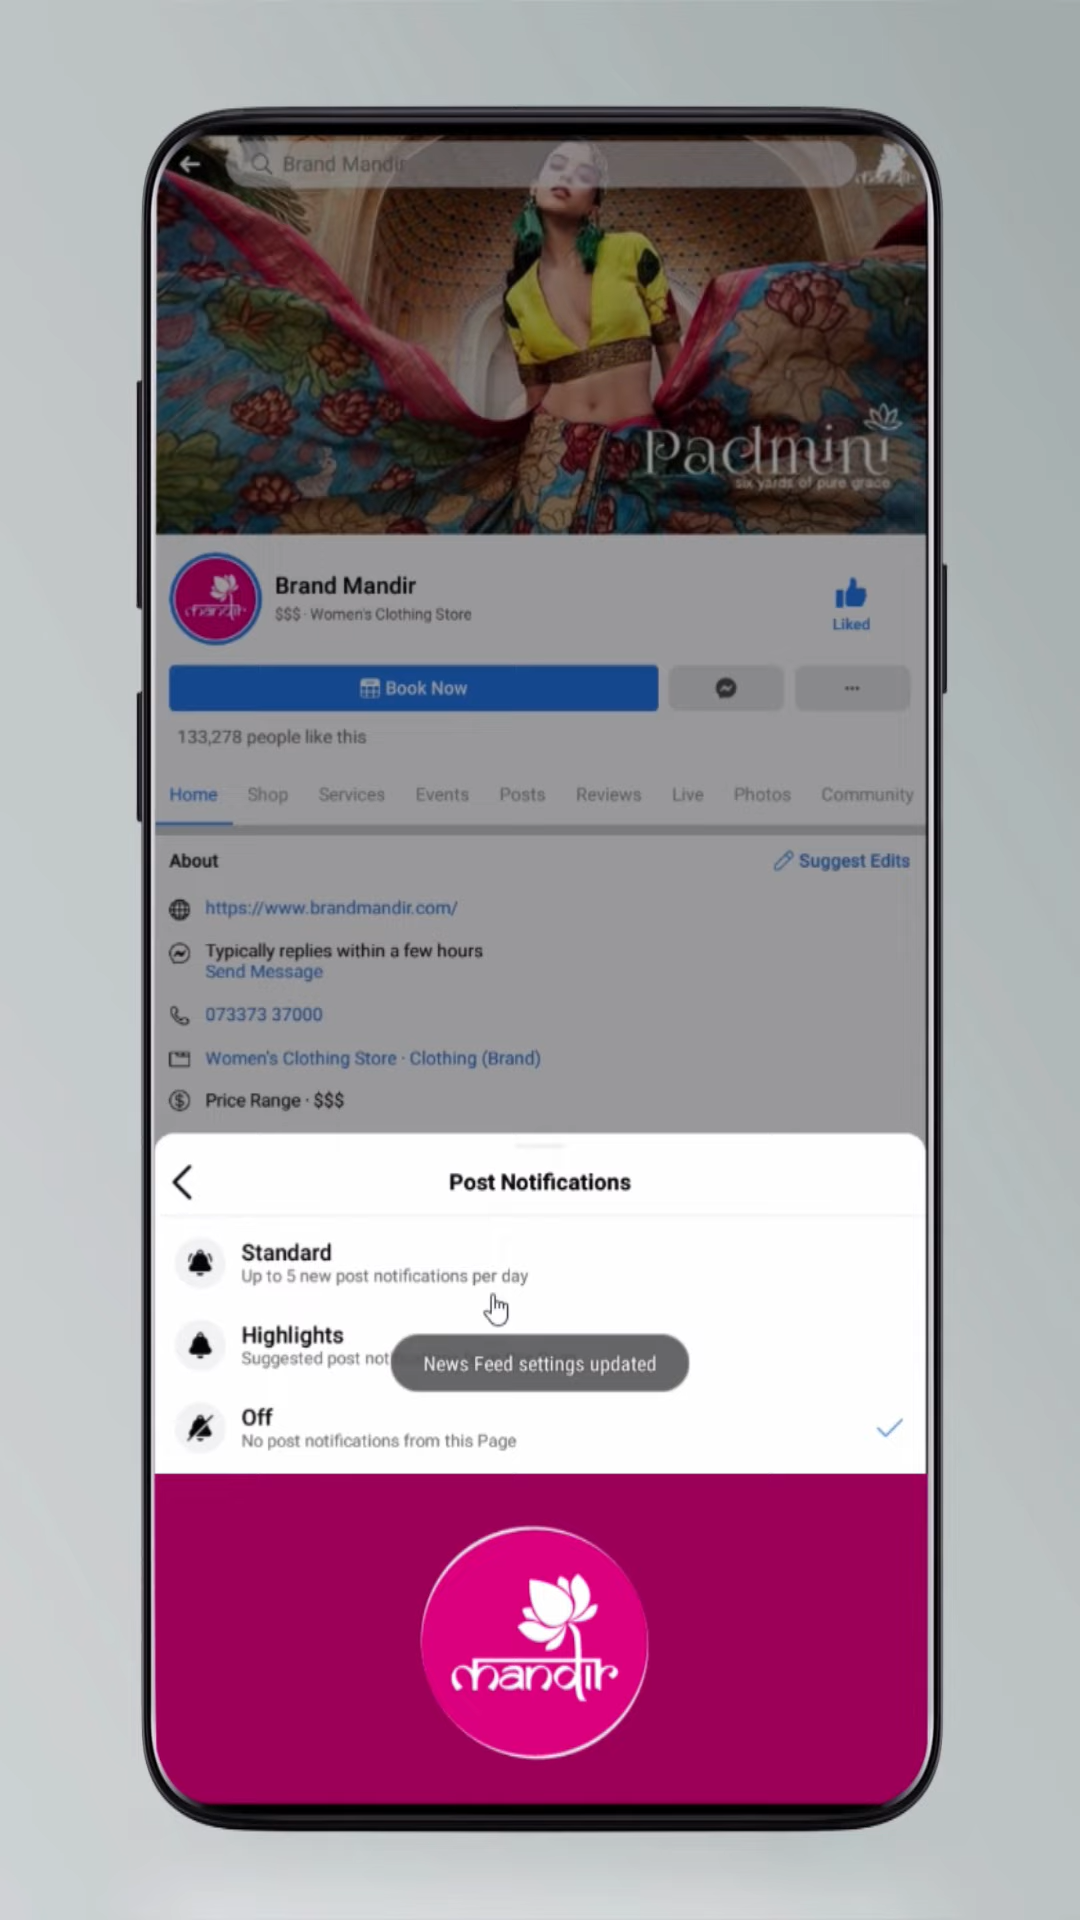 Brand Mandir
Padmini
six yards of pure grace
mandir
Brand Mandir
$$$ · Women's Clothing Store
Liked
Book Now
133,278 people like this
Home Shop Services Events Posts Reviews Live Photos Community
About
Suggest Edits
https://www.brandmandir.com/
Typically replies within a few hours
Send Message
073373 37000
Women's Clothing Store · Clothing (Brand)
Price Range · $$$
Post Notifications
Standard
Up to 5 new post notifications per day
Highlights
Suggested post
News Feed settings updated
Off
No post notifications from this Page
mandir